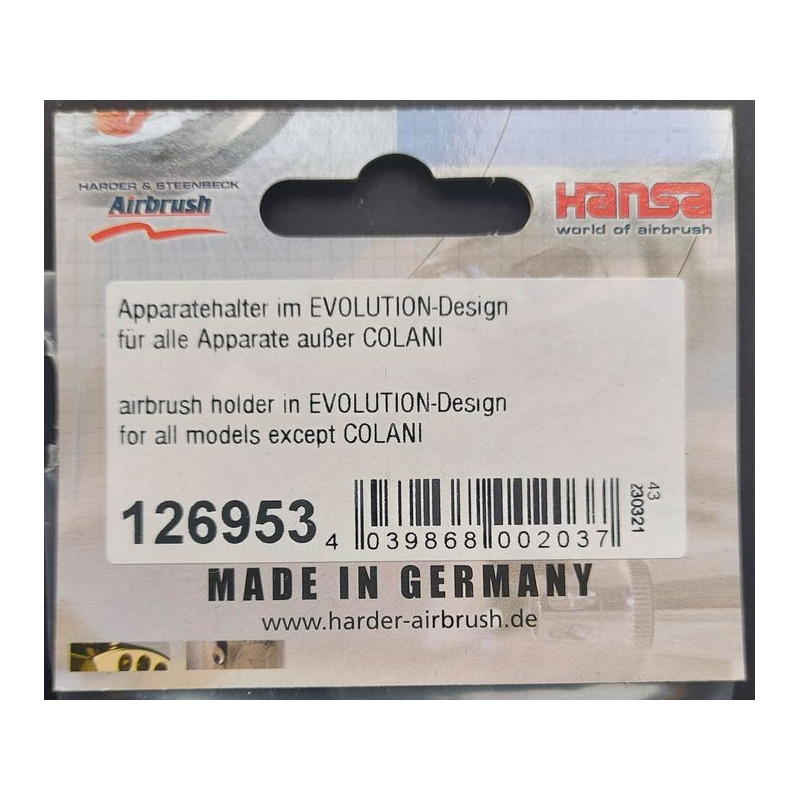 HARDER & STEENBECK
Airbrush
Hansa
world of airbrush
Apparatehalter im EVOLUTION-Design
für alle Apparate außer COLANI
airbrush holder in EVOLUTION-Design
for all models except COLANI
126953
4 039868 002037
43
230321
MADE IN GERMANY
www.harder-airbrush.de